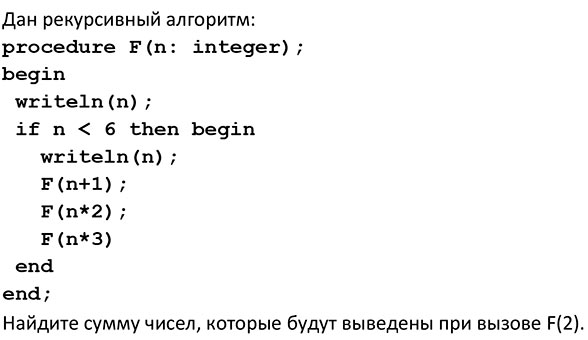 Дан рекурсивный алгоритм:
procedure F(n: integer);
begin
writeln(n);
if n < 6 then begin
writeln(n);
F(n+1);
F(n*2);
F(n*3)
end
end;
Найдите сумму чисел, которые будут выведены при вызове F(2).